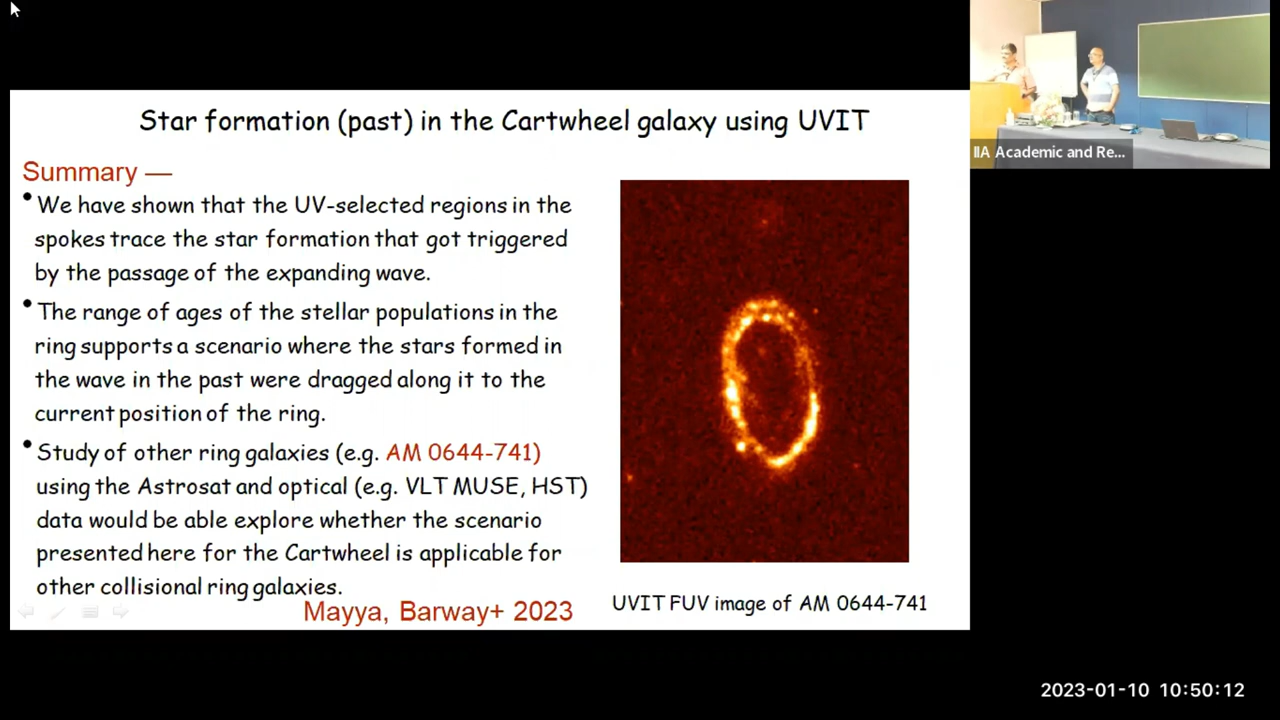 Star formation (past) in the Cartwheel galaxy using UVIT
Summary —
• We have shown that the UV-selected regions in the
spokes trace the star formation that got triggered
by the passage of the expanding wave.
• The range of ages of the stellar populations in the
ring supports a scenario where the stars formed in
the wave in the past were dragged along it to the
current position of the ring.
• Study of other ring galaxies (e.g. AM 0644-741)
using the Astrosat and optical (e.g. VLT MUSE, HST)
data would be able explore whether the scenario
presented here for the Cartwheel is applicable for
other collisional ring galaxies.
Mayya, Barway+ 2023
UVIT FUV image of AM 0644-741
IIA Academic and Re...
2023-01-10 10:50:12